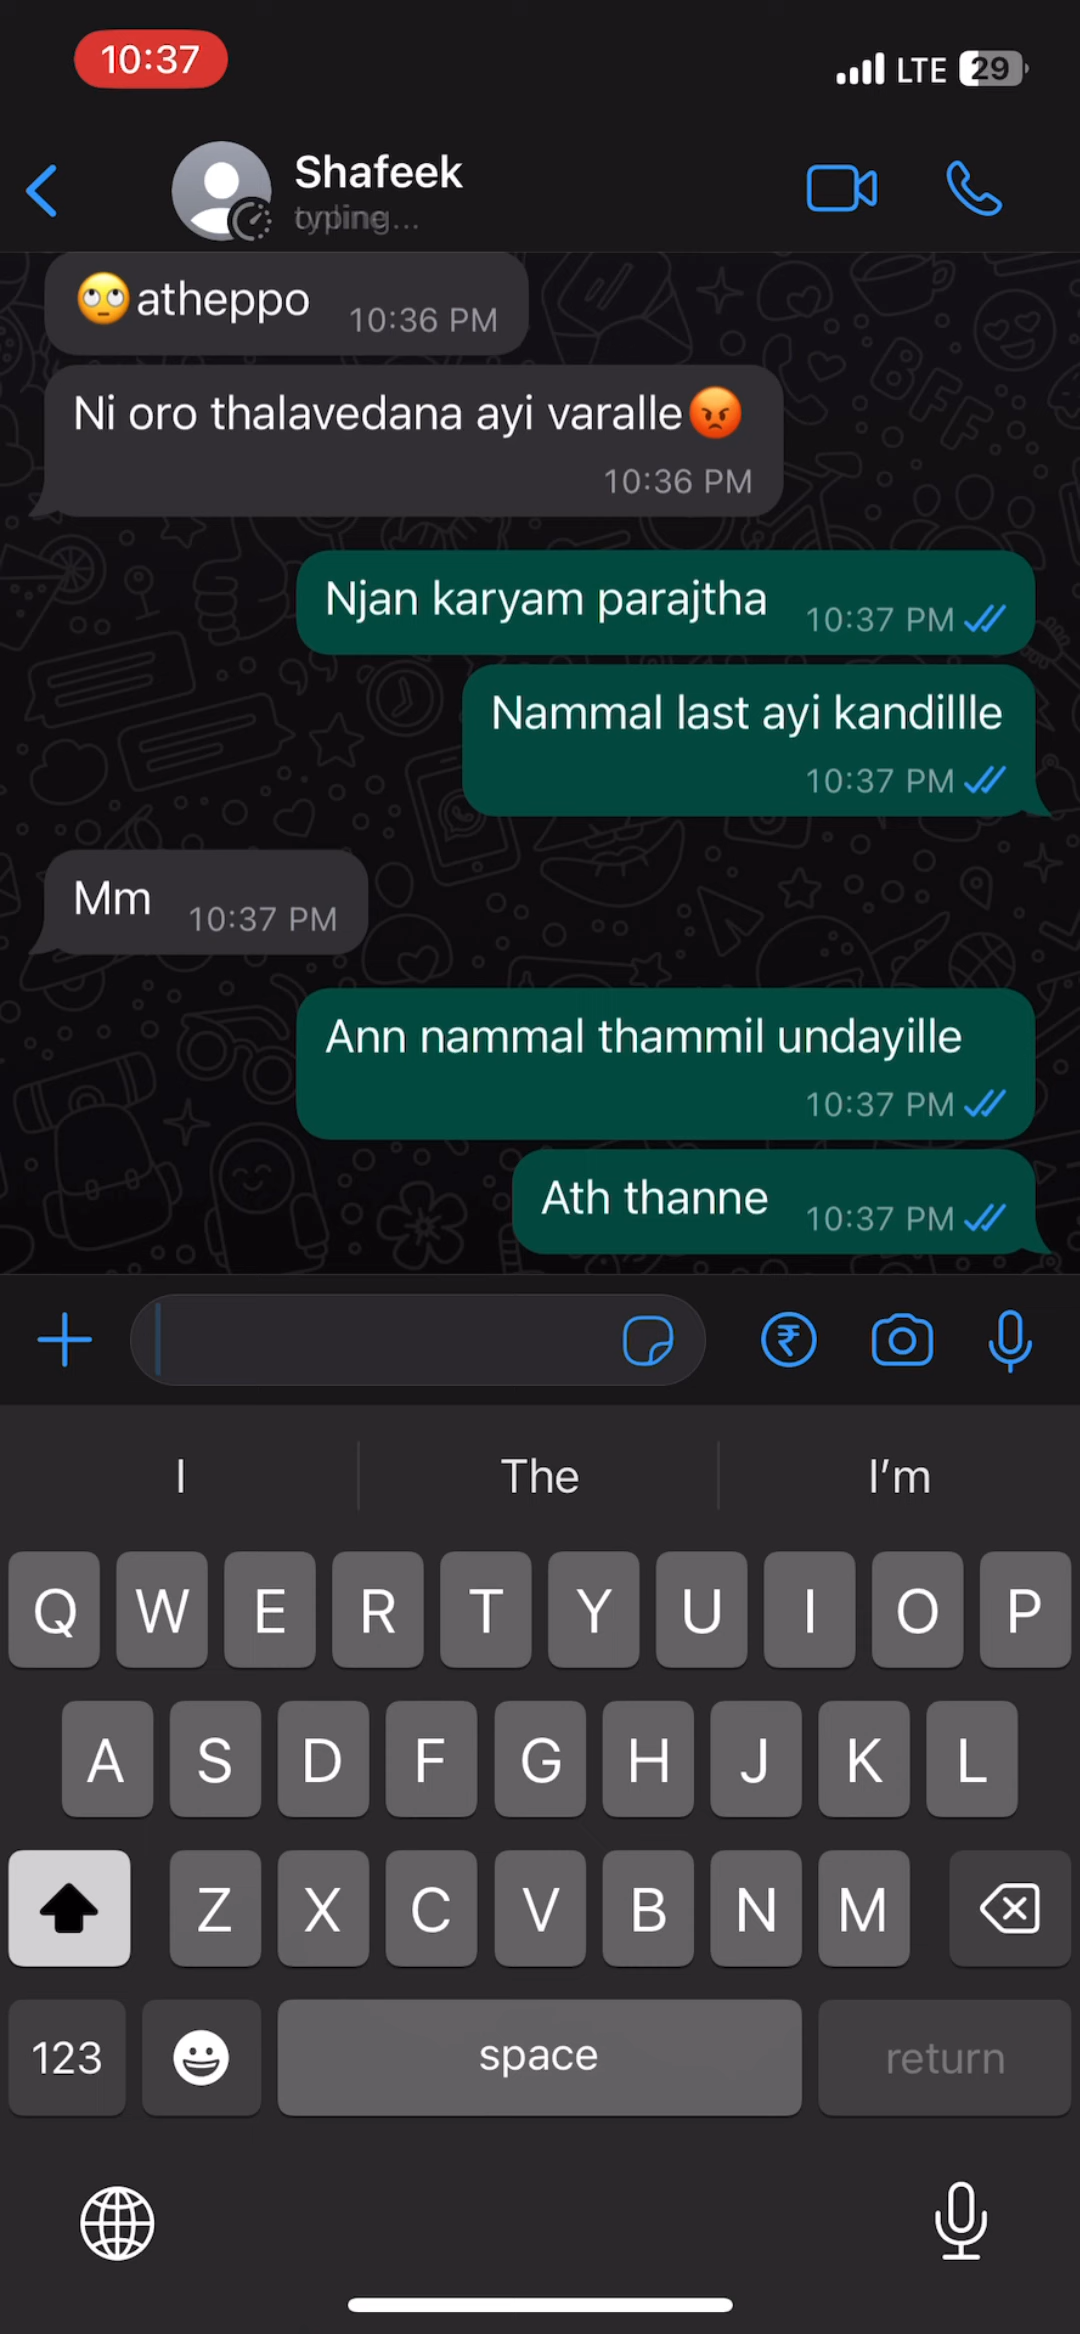 10:37
LTE 29
Shafeek
typing...
🙄atheppo 10:36 PM
Ni oro thalavedana ayi varalle😡
10:36 PM
Njan karyam parajtha 10:37 PM
Nammal last ayi kandillle
10:37 PM
Mm 10:37 PM
Ann nammal thammil undayille
10:37 PM
Ath thanne 10:37 PM
I The I'm
Q W E R T Y U I O P
A S D F G H J K L
Z X C V B N M
123 space return